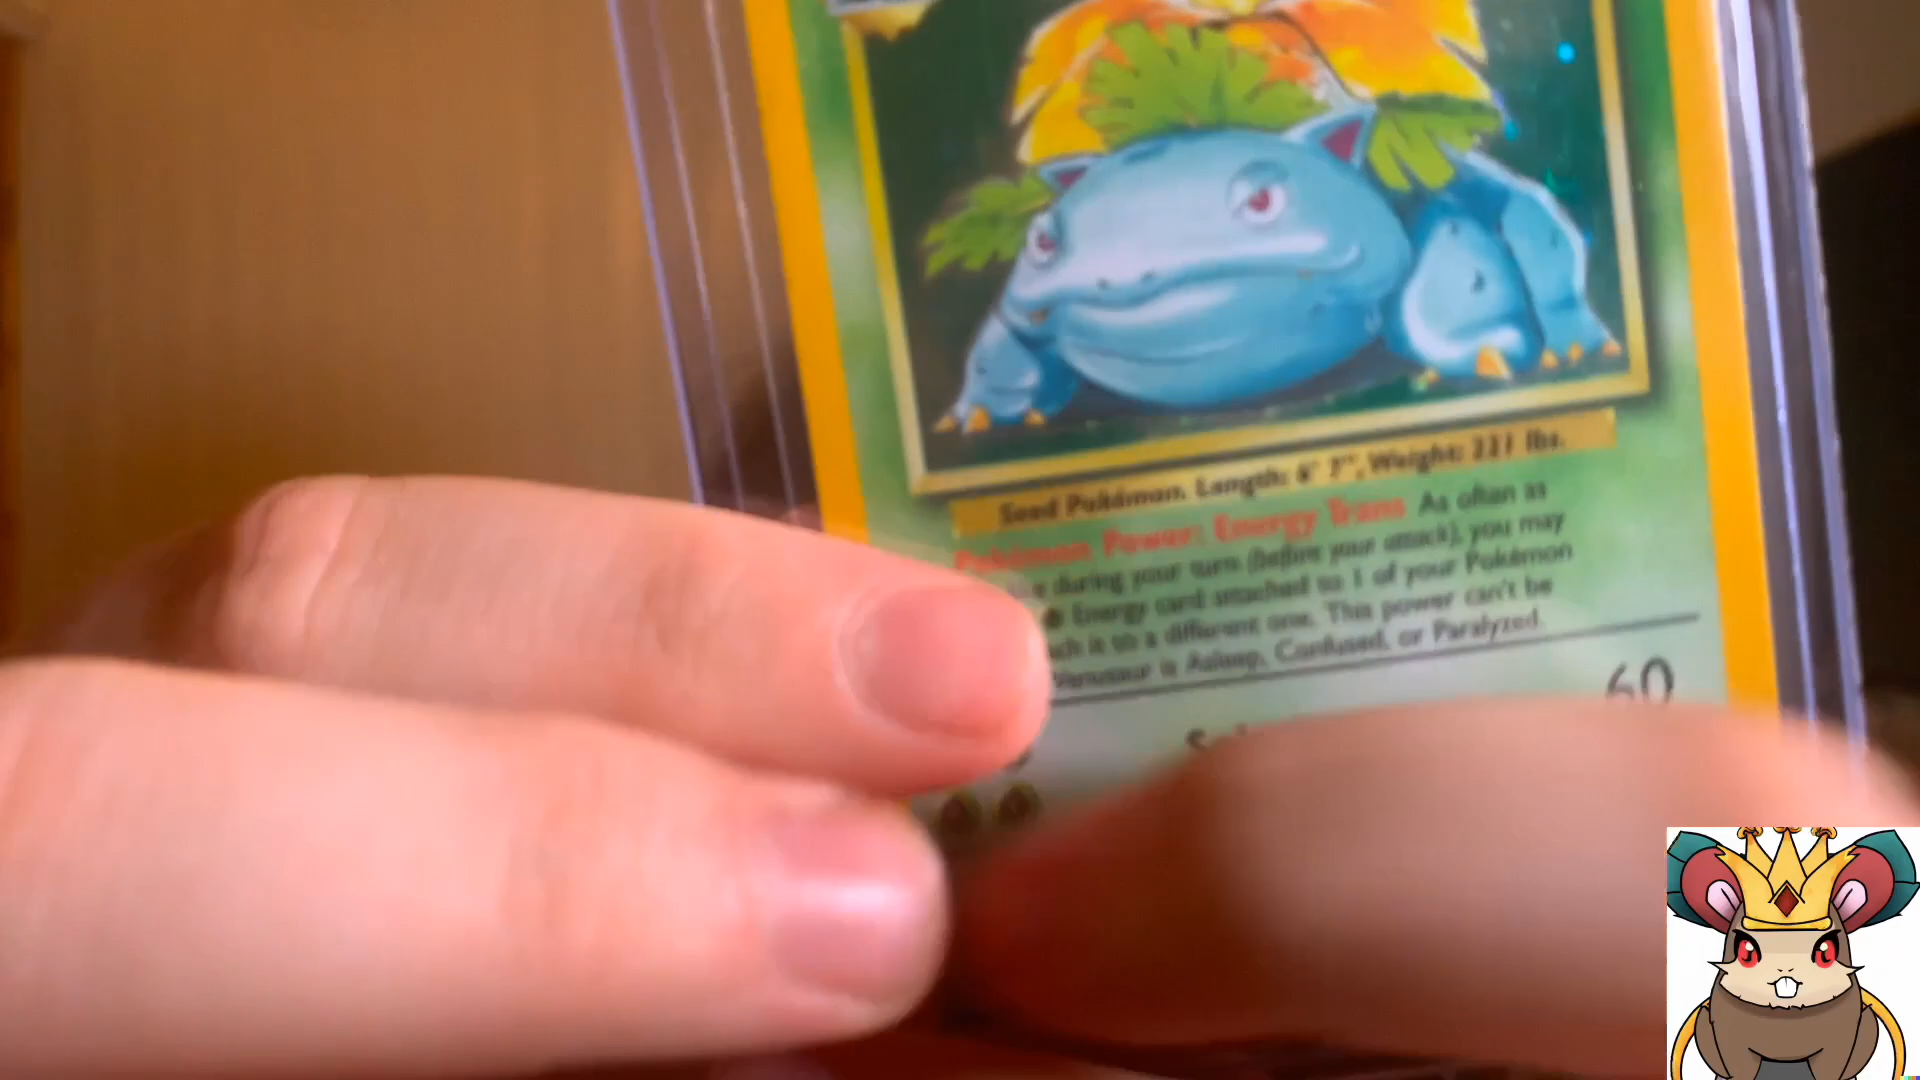 Seed Pokémon. Length: 6' 7", Weight: 221 lbs.
Pokémon Power: Energy Trans As often as
during your turn (before your attack), you may
Energy card attached to 1 of your Pokémon
it to a different one. This power can't be
Venusaur is Asleep, Confused, or Paralyzed.
60